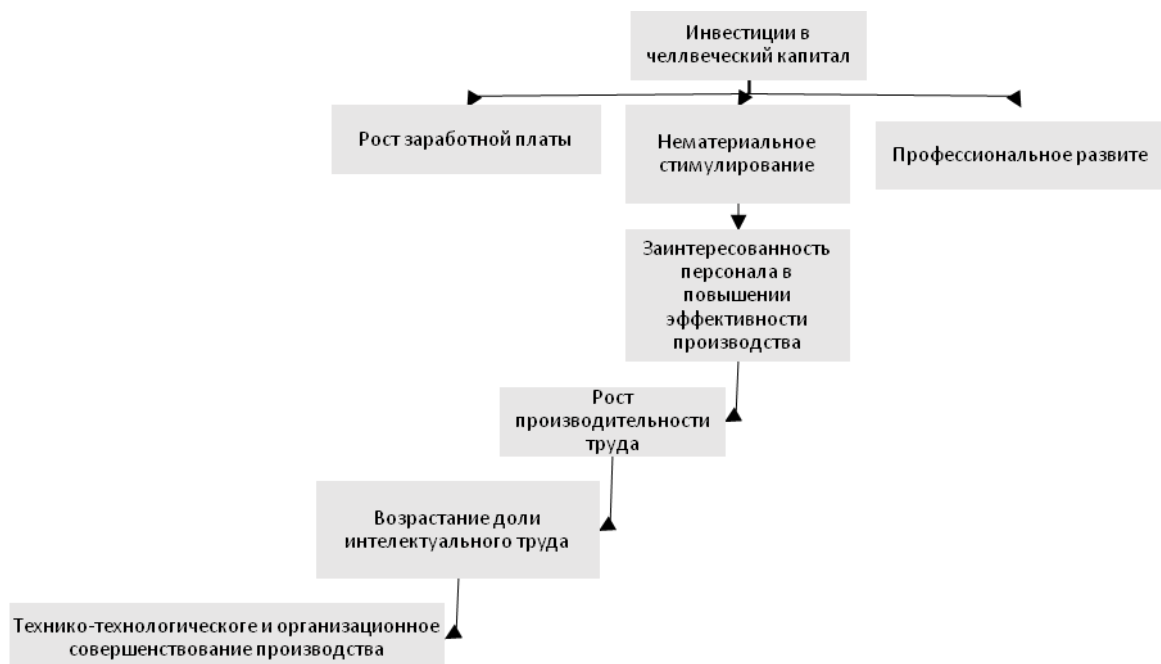 Инвестиции в
челлвеческий капитал
Рост заработной платы
Нематериальное
стимулирование
Профессиональное развите
Заинтересованность
персонала в
повышении
эффективности
производства
Рост
производительности
труда
Возрастание доли
интелектуального труда
Технико-технологическоге и организационное
совершенствование производства